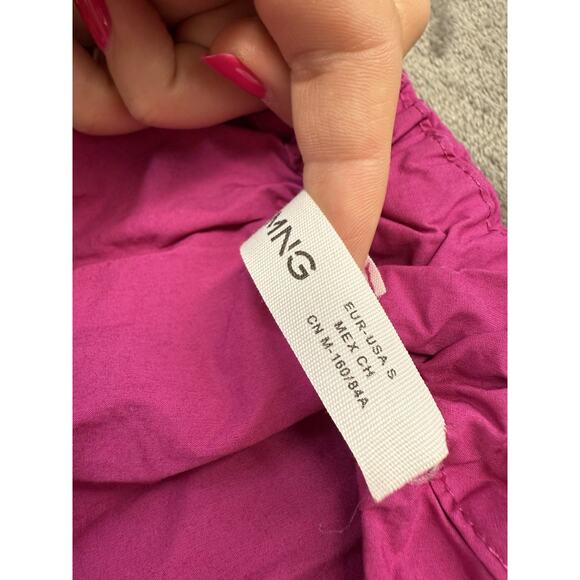 MNG
EUR-USA S
MEX CH
CN M-160/84A